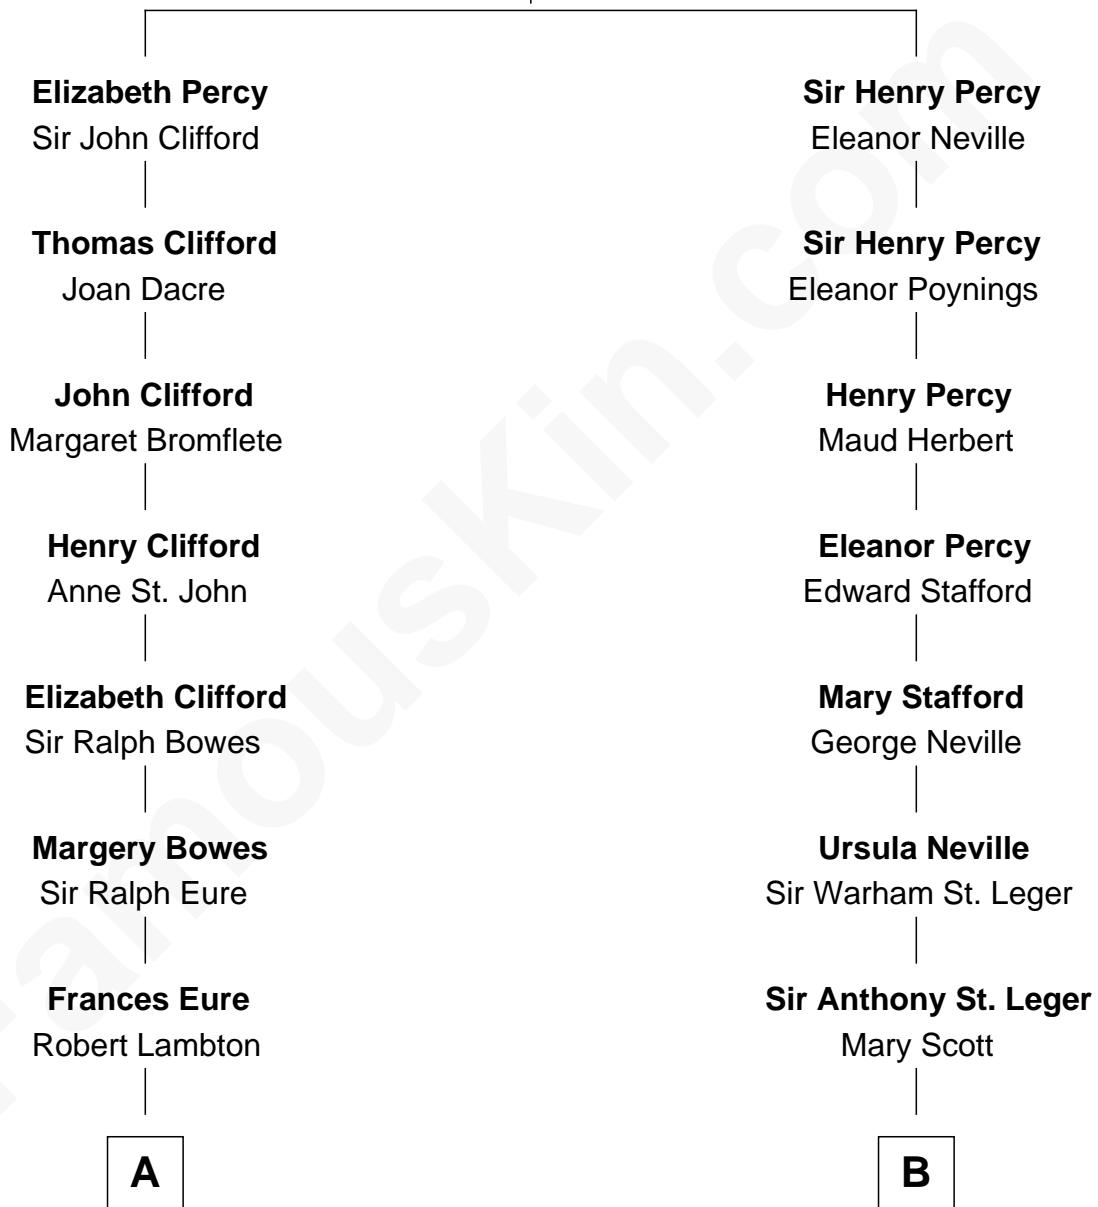 Elizabeth Percy
Sir John Clifford
Thomas Clifford
Joan Dacre
John Clifford
Margaret Bromflete
Henry Clifford
Anne St. John
Elizabeth Clifford
Sir Ralph Bowes
Margery Bowes
Sir Ralph Eure
Frances Eure
Robert Lambton
A
Sir Henry Percy
Eleanor Neville
Sir Henry Percy
Eleanor Poynings
Henry Percy
Maud Herbert
Eleanor Percy
Edward Stafford
Mary Stafford
George Neville
Ursula Neville
Sir Warham St. Leger
Sir Anthony St. Leger
Mary Scott
B
FamousKin.com